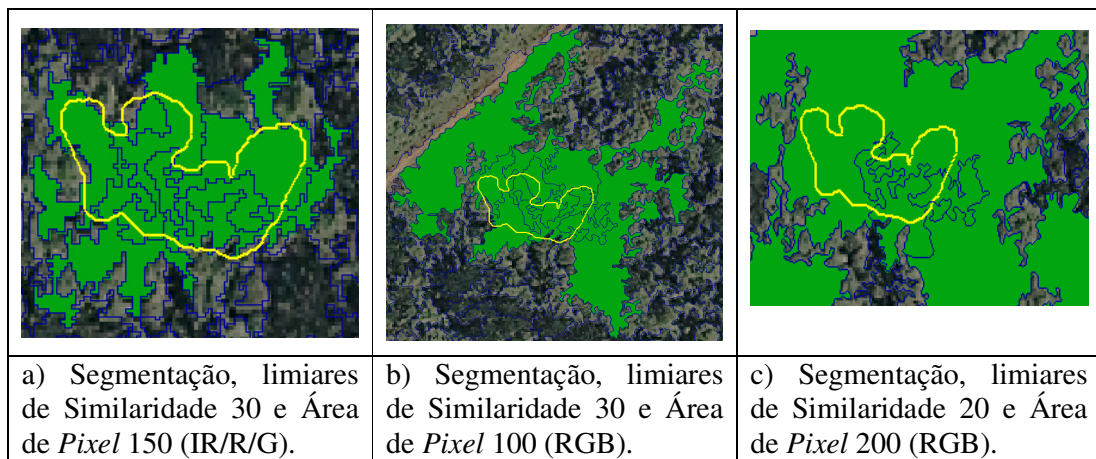 a) Segmentação, limiares
de Similaridade 30 e Área
de Pixel 150 (IR/R/G).
b) Segmentação, limiares
de Similaridade 30 e Área
de Pixel 100 (RGB).
c) Segmentação, limiares
de Similaridade 20 e Área
de Pixel 200 (RGB).